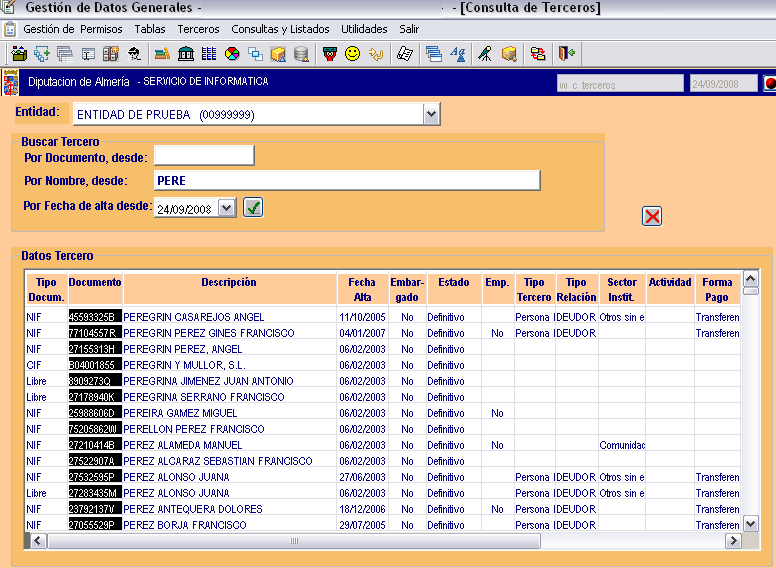 Gestión de Datos Generales - - [Consulta de Terceros]
Gestión de Permisos Tablas Terceros Consultas y Listados Utilidades Salir
Diputacion de Almería - SERVICIO DE INFORMATICA w_c_terceros 24/09/2008
Entidad: ENTIDAD DE PRUEBA (00999999)
Buscar Tercero
Por Documento, desde:
Por Nombre, desde: PERE
Por Fecha de alta desde: 24/09/2008
Datos Tercero
Tipo Docum. Documento Descripción Fecha Alta Embar-gado Estado Emp. Tipo Tercero Tipo Relación Sector Instit. Actividad Forma Pago
NIF 45593325B PEREGRIN CASAREJOS ANGEL 11/10/2005 No Definitivo Persona IDEUDOR Otros sin e Transferen
NIF 77104557R PEREGRIN PEREZ GINES FRANCISCO 04/01/2007 No Definitivo No Persona IDEUDOR Transferen
NIF 27155313H PEREGRIN PEREZ, ANGEL 06/02/2003 No Definitivo
CIF B04001855 PEREGRIN Y MULLOR, S.L. 06/02/2003 No Definitivo
Libre 8909273Q PEREGRINA JIMENEZ JUAN ANTONIO 06/02/2003 No Definitivo
Libre 27178940K PEREGRINA SERRANO FRANCISCO 06/02/2003 No Definitivo
NIF 25988606D PEREIRA GAMEZ MIGUEL 06/02/2003 No Definitivo No
NIF 75205862W PERELLON PEREZ FRANCISCO 06/02/2003 No Definitivo
NIF 27210414B PEREZ ALAMEDA MANUEL 06/02/2003 No Definitivo No Comunidad
NIF 27522907A PEREZ ALCARAZ SEBASTIAN FRANCISCO 06/02/2003 No Definitivo
NIF 27532595P PEREZ ALONSO JUANA 27/06/2003 No Definitivo Persona IDEUDOR Otros sin e Transferen
Libre 27283435M PEREZ ALONSO JUANA 06/02/2003 No Definitivo Persona IDEUDOR Otros sin e Transferen
NIF 23792137V PEREZ ANTEQUERA DOLORES 18/12/2006 No Definitivo No Persona IDEUDOR Transferen
NIF 27055529P PEREZ BORJA FRANCISCO 29/07/2005 No Definitivo Persona IDEUDOR Transferen